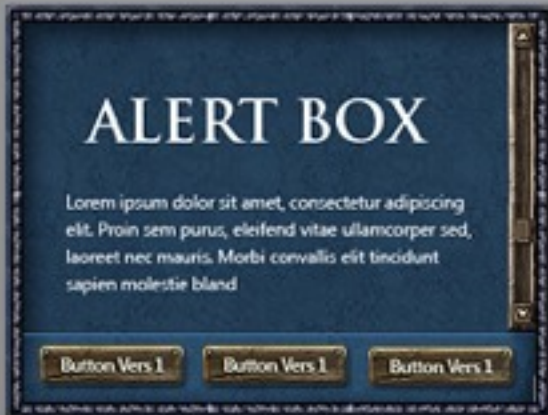 ALERT BOX
Lorem ipsum dolor sit amet, consectetur adipiscing
elit. Proin sem purus, eleifend vitae ullamcorper sed,
laoreet nec mauris. Morbi convallis elit tincidunt
sapien molestie bland
Button Vers 1 Button Vers 1 Button Vers 1